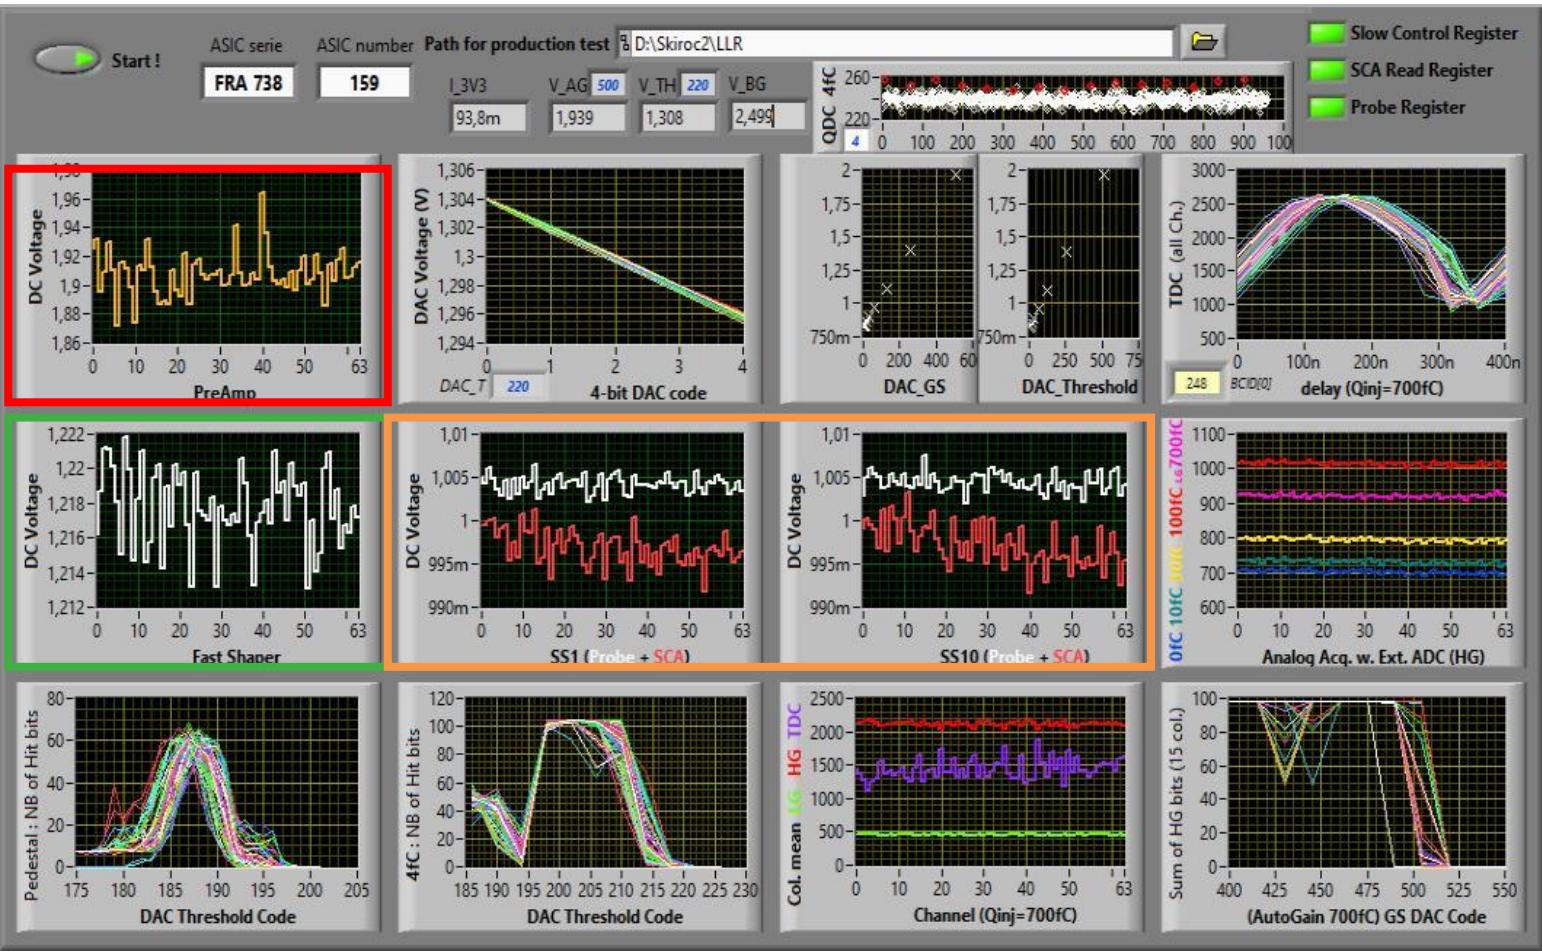 Start !
ASIC serie
FRA 738
ASIC number
159
Path for production test
D:\Skiroc2\LLR
I_3V3
93,8m
V_AG 500
1,939
V_TH 220
1,308
V_BG
2,499
QDC 4fC
260
220
4
0 100 200 300 400 500 600 700 800 900 100
Slow Control Register
SCA Read Register
Probe Register
DC Voltage
1,98
1,96
1,94
1,92
1,9
1,88
1,86
0 10 20 30 40 50 63
PreAmp
DAC Voltage (V)
1,306
1,304
1,302
1,3
1,298
1,296
1,294
0 1 2 3 4
DAC_T 220
4-bit DAC code
2
1,75
1,5
1,25
1
750m
0 200 400 60
DAC_GS
2
1,75
1,5
1,25
1
750m
0 250 500 75
DAC_Threshold
TDC (all Ch.)
3000
2500
2000
1500
1000
500
0 100n 200n 300n 400n
248 BCID[0]
delay (Qinj=700fC)
DC Voltage
1,222
1,22
1,218
1,216
1,214
1,212
0 10 20 30 40 50 63
Fast Shaper
DC Voltage
1,01
1,005
1
995m
990m
0 10 20 30 40 50 63
SS1 (Probe + SCA)
DC Voltage
1,01
1,005
1
995m
990m
0 10 20 30 40 50 63
SS10 (Probe + SCA)
0fC 10fC 30fC 100fC LG700fC
1100
1000
900
800
700
600
0 10 20 30 40 50 63
Analog Acq. w. Ext. ADC (HG)
Pedestal : NB of Hit bits
80
60
40
20
0
175 180 185 190 195 200 205
DAC Threshold Code
4fC : NB of Hit bits
120
100
80
60
40
20
0
185 190 195 200 205 210 215 220 230
DAC Threshold Code
Col. mean LG HG TDC
2500
2000
1500
1000
500
0
0 10 20 30 40 50 63
Channel (Qinj=700fC)
Sum of HG bits (15 col.)
100
80
60
40
20
0
400 425 450 475 500 525 550
(AutoGain 700fC) GS DAC Code